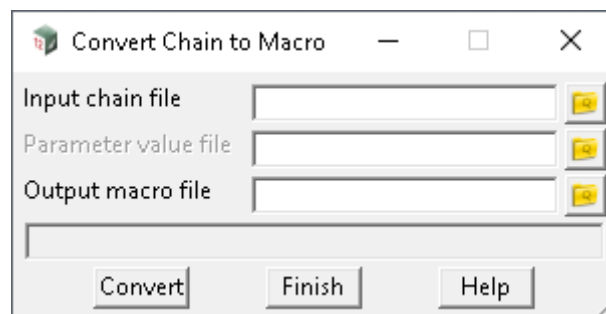 Convert Chain to Macro
Input chain file
Parameter value file
Output macro file
Convert Finish Help